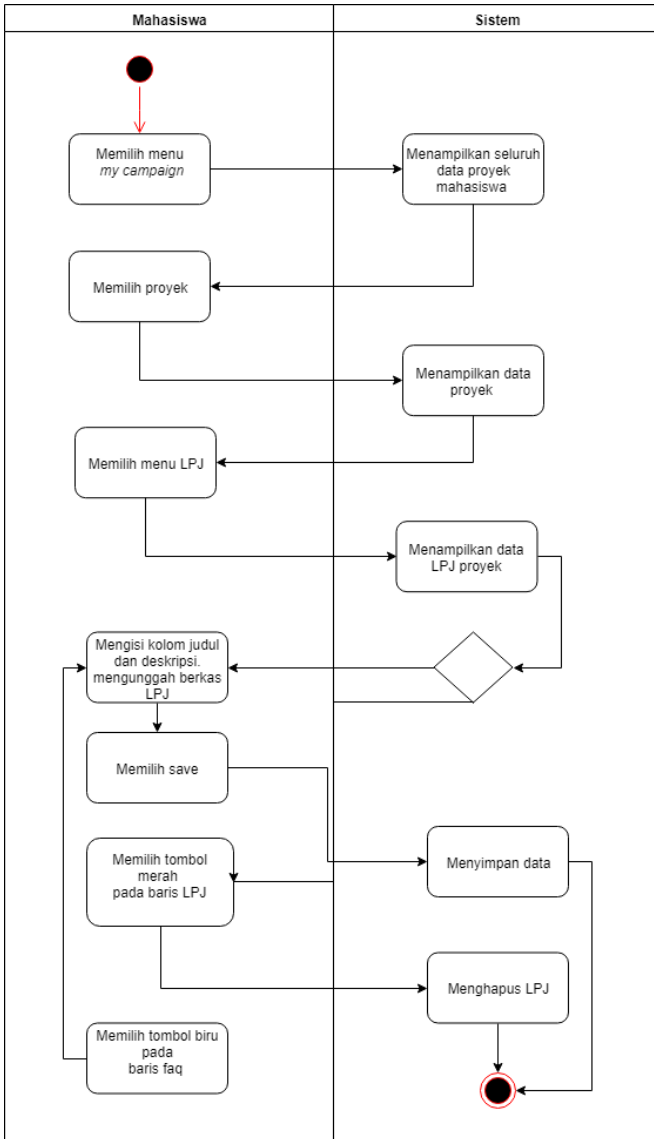 Mahasiswa
Sistem
Memilih menu
my campaign
Menampilkan seluruh
data proyek
mahasiswa
Memilih proyek
Menampilkan data
proyek
Memilih menu LPJ
Menampilkan data
LPJ proyek
Mengisi kolom judul
dan deskripsi.
mengunggah berkas
LPJ
Memilih save
Memilih tombol
merah
pada baris LPJ
Menyimpan data
Menghapus LPJ
Memilih tombol biru
pada
baris faq